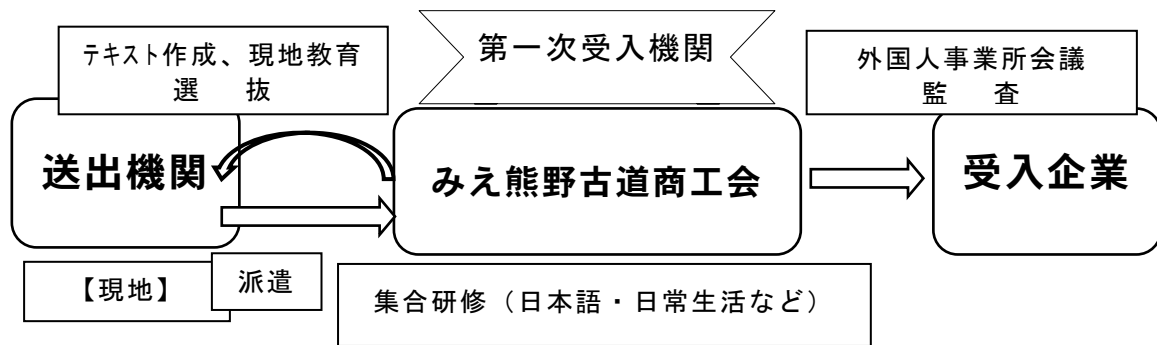 テキスト作成、現地教育
選　抜
第一次受入機関
外国人事業所会議
監　査
送出機関
みえ熊野古道商工会
受入企業
【現地】
派遣
集合研修（日本語・日常生活など）